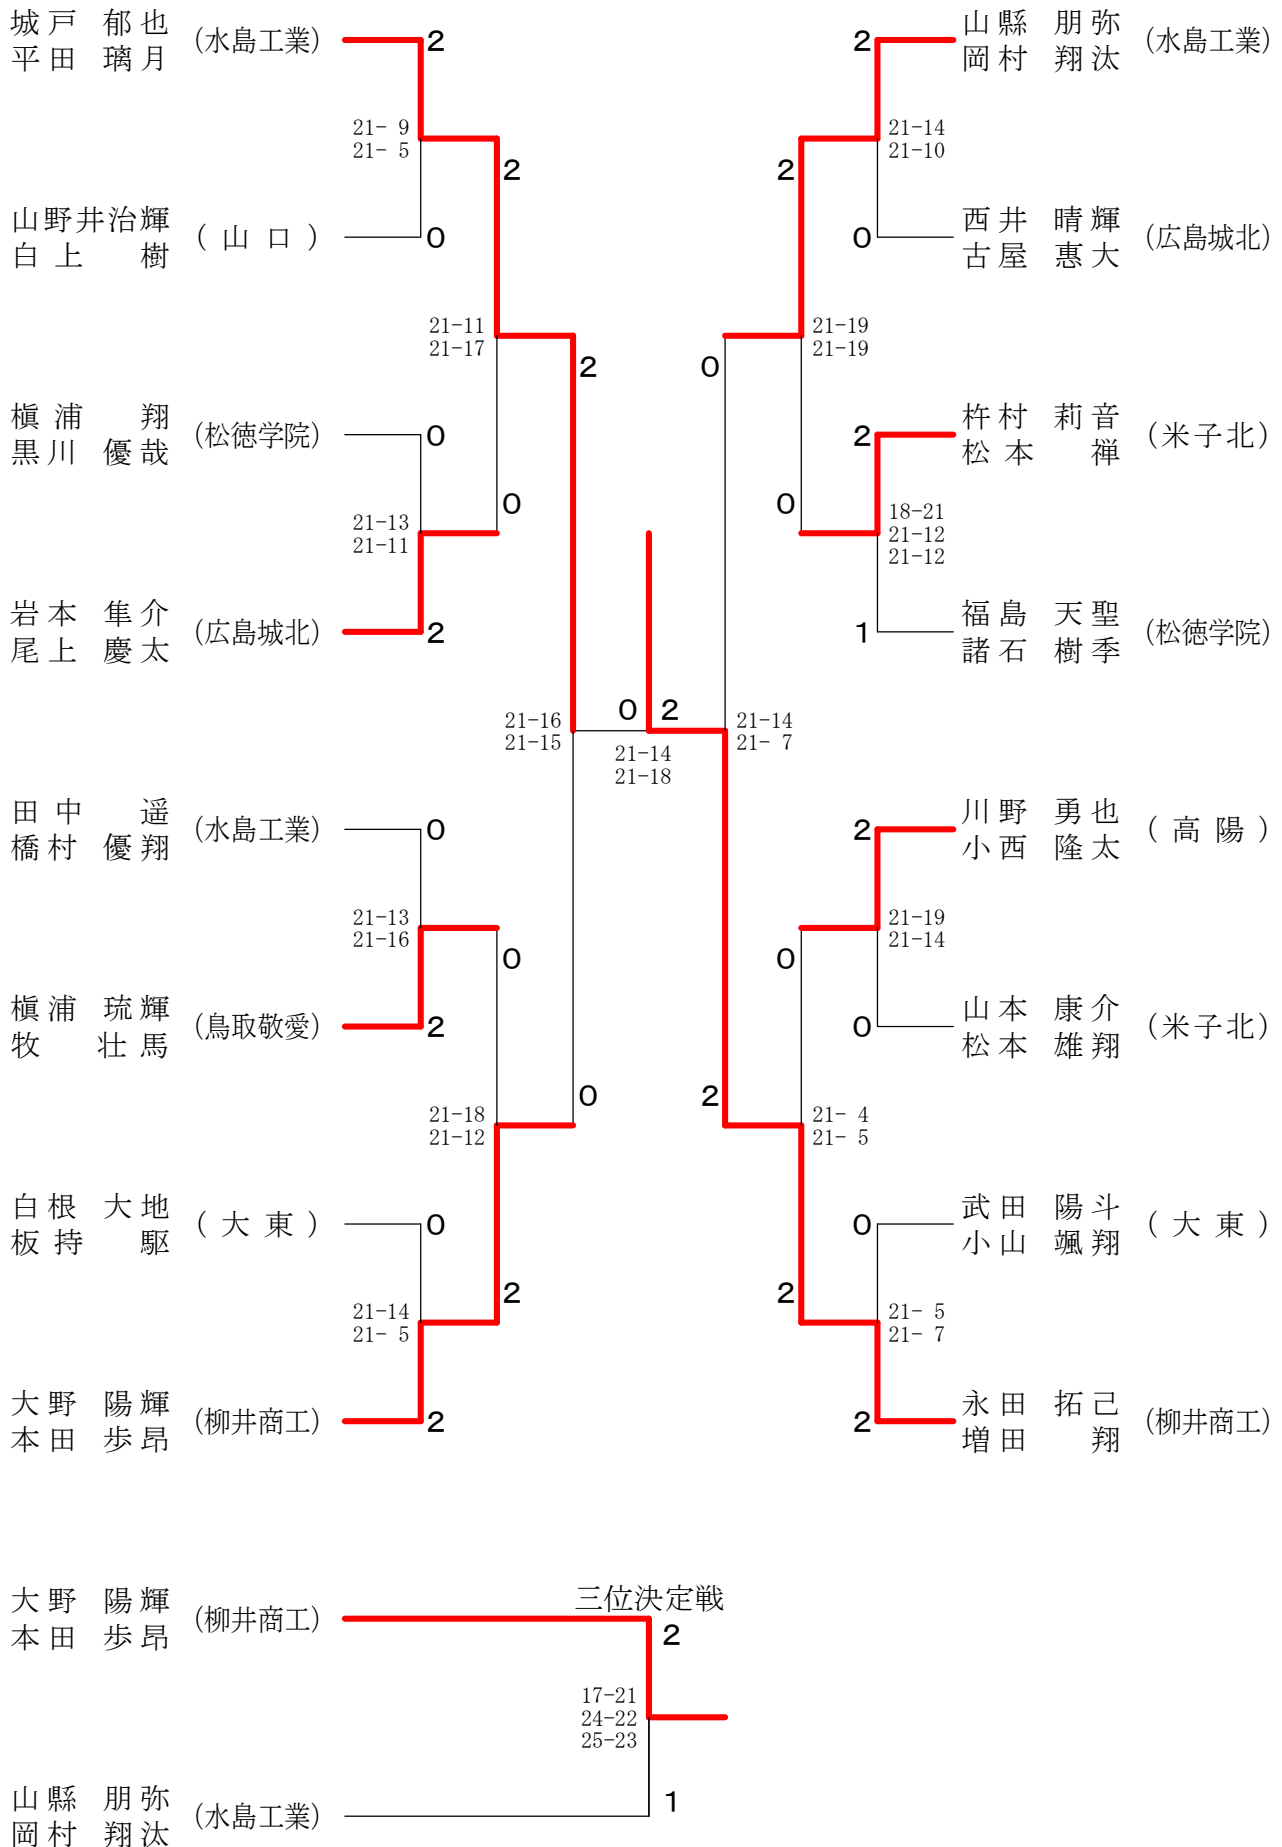 城戸 郁也 (水島工業) 2
平田 璃月
21- 9
21- 5
2
山野井治輝 (山口) 0
白上 樹
21-11
21-17
2
槇浦 翔 (松徳学院) 0
黒川 優哉
0
21-13
21-11
岩本 隼介 (広島城北) 2
尾上 慶太
21-16
21-15
田中 遥 (水島工業) 0
橋村 優翔
21-13
21-16
0
槇浦 琉輝 (鳥取敬愛) 2
牧 壮馬
0
21-18
21-12
白根 大地 (大東) 0
板持 駆
2
21-14
21- 5
大野 陽輝 (柳井商工) 2
本田 歩昂
0 2
21-14
21-18
2 山縣 朋弥 (水島工業)
岡村 翔汰
21-14
21-10
2
0 西井 晴輝 (広島城北)
古屋 惠大
21-19
21-19
0
2 杵村 莉音 (米子北)
松本 禅
0
18-21
21-12
21-12
1 福島 天聖 (松徳学院)
諸石 樹季
21-14
21- 7
2 川野 勇也 (高陽)
小西 隆太
21-19
21-14
0
0 山本 康介 (米子北)
松本 雄翔
2
21- 4
21- 5
0 武田 陽斗 (大東)
小山 颯翔
2
21- 5
21- 7
2 永田 拓己 (柳井商工)
増田 翔
三位決定戦
大野 陽輝 (柳井商工) 2
本田 歩昂
17-21
24-22
25-23
山縣 朋弥 (水島工業) 1
岡村 翔汰